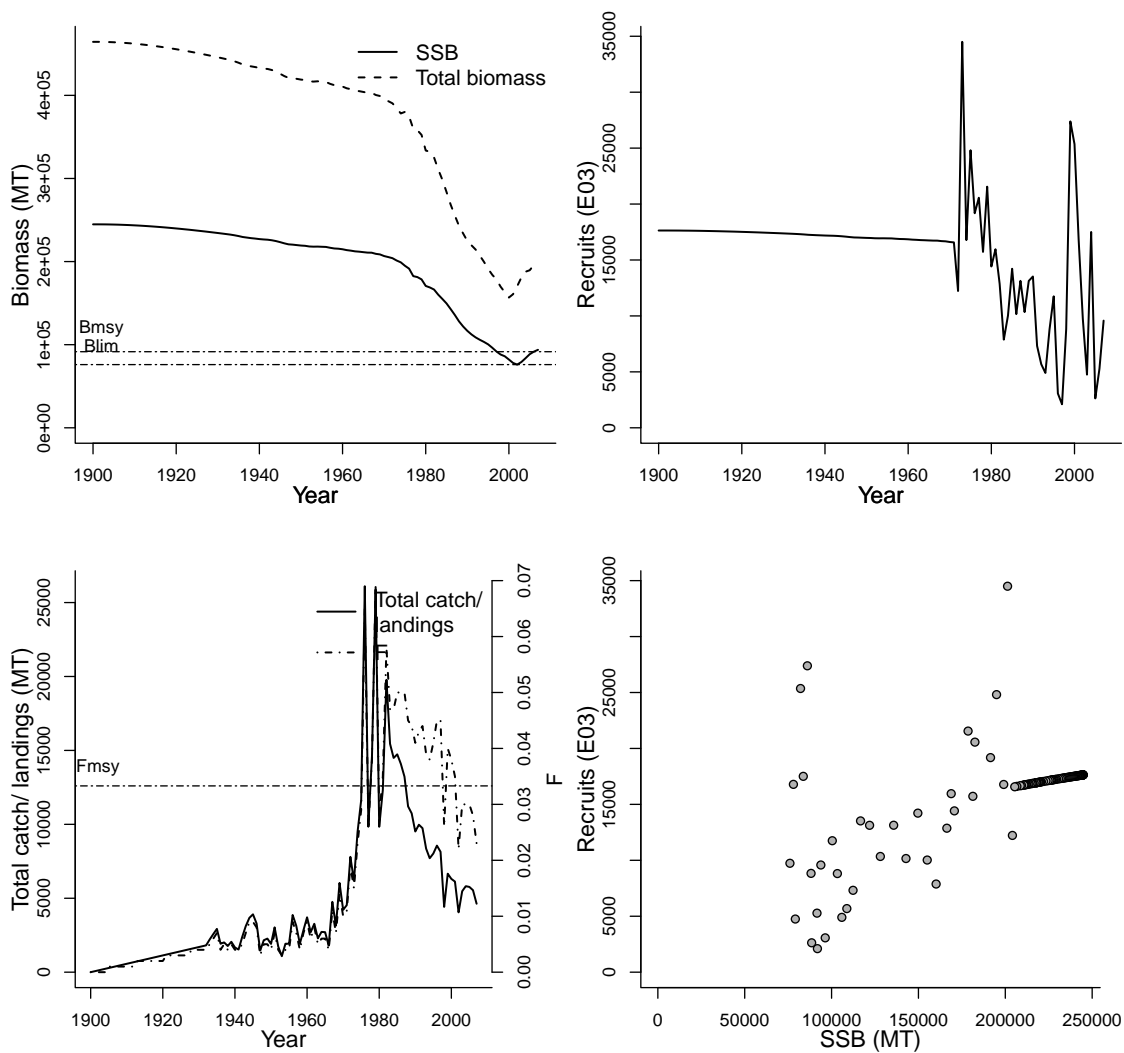 SSB
Total biomass
Biomass (MT)
0e+00
1e+05
2e+05
3e+05
4e+05
Bmsy
Blim
1900
1920
1940
1960
1980
2000
Year
Recruits (E03)
0
5000
15000
25000
35000
1900
1920
1940
1960
1980
2000
Year
Total catch/ landings (MT)
0
5000
10000
15000
20000
25000
Total catch/
landings
F
Fmsy
0.00
0.01
0.02
0.03
0.04
0.05
0.06
0.07
F
1900
1920
1940
1960
1980
2000
Year
Recruits (E03)
0
5000
15000
25000
35000
0
50000
100000
150000
200000
250000
SSB (MT)